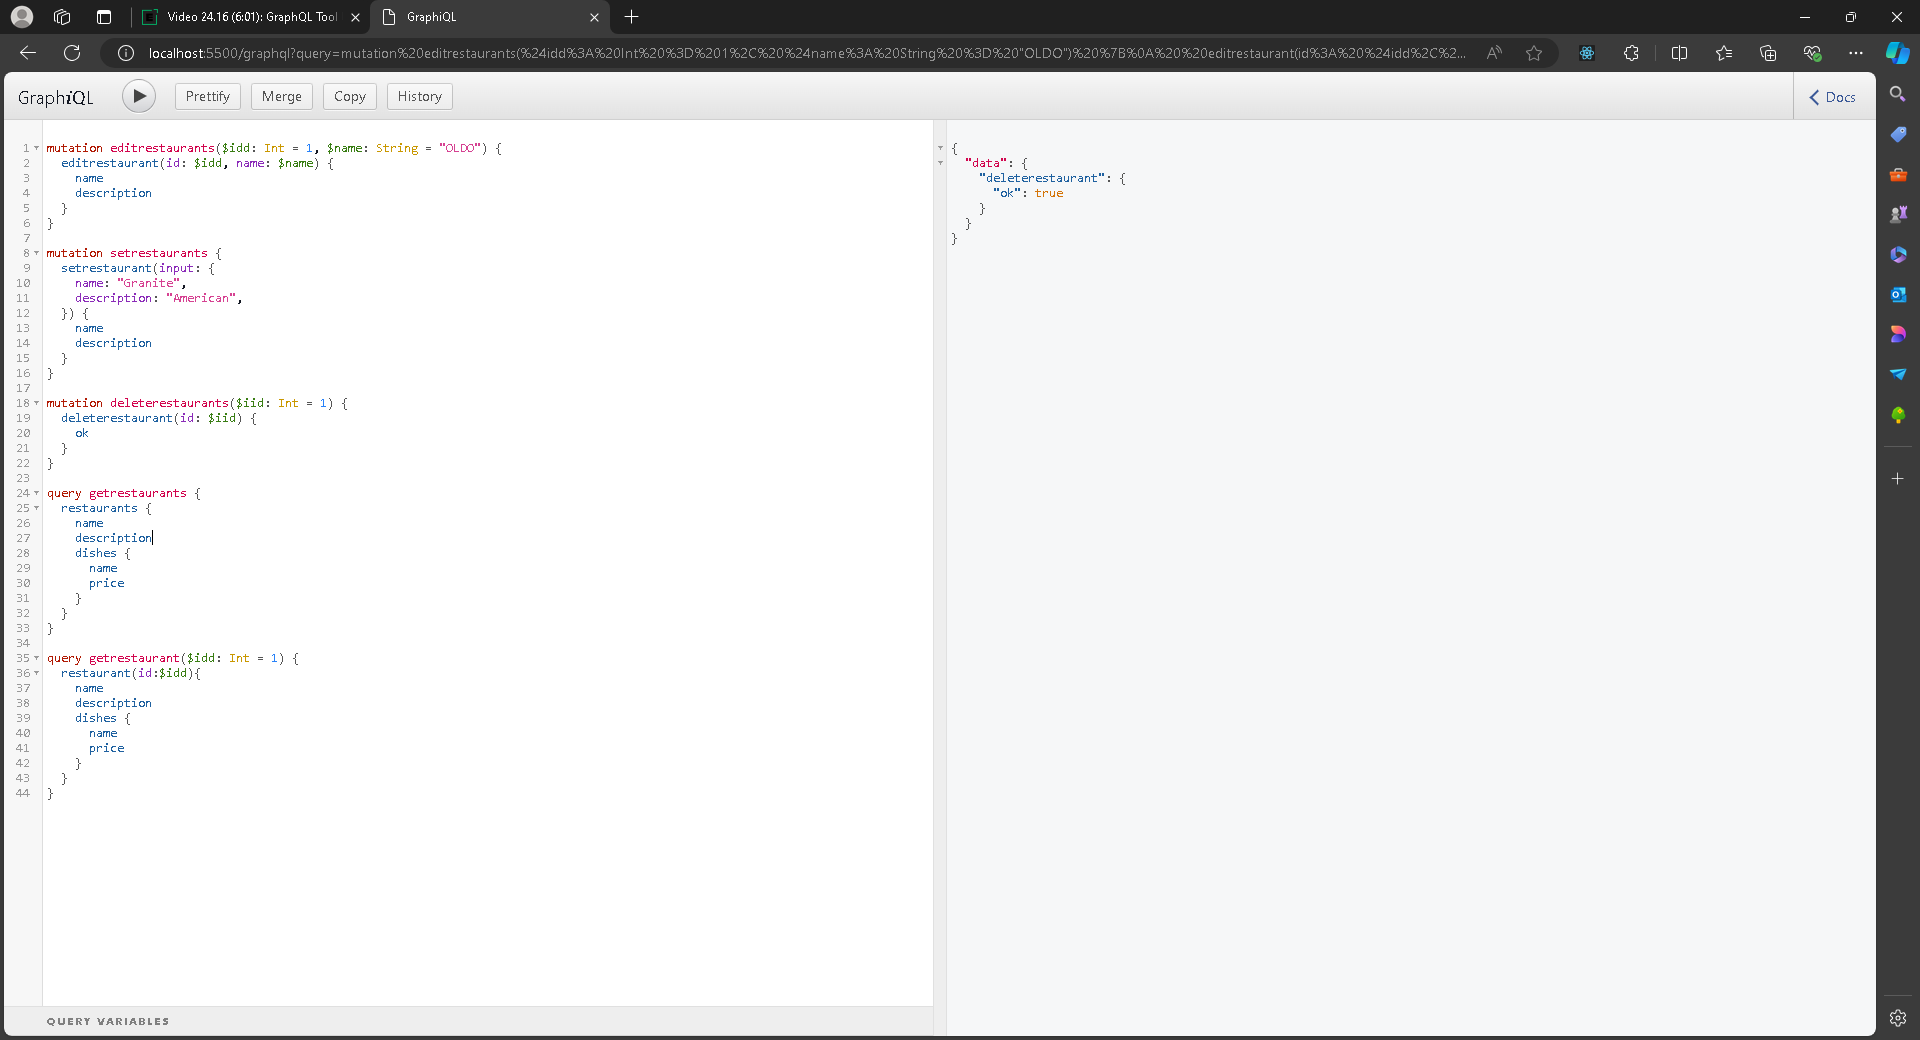 Video 24.16 (6:01): GraphQL Tool
GraphiQL
localhost:5500/graphql?query=mutation%20editrestaurants(%24idd%3A%20Int%20%3D%201%2C%20%24name%3A%20String%20%3D%20"OLDO")%20%7B%0A%20%20editrestaurant(id%3A%20%24idd%2C%2...
GraphiQL
Prettify
Merge
Copy
History
Docs
1 mutation editrestaurants($idd: Int = 1, $name: String = "OLDO") {
2 editrestaurant(id: $idd, name: $name) {
3 name
4 description
5 }
6 }
7
8 mutation setrestaurants {
9 setrestaurant(input: {
10 name: "Granite",
11 description: "American",
12 }) {
13 name
14 description
15 }
16 }
17
18 mutation deleterestaurants($iid: Int = 1) {
19 deleterestaurant(id: $iid) {
20 ok
21 }
22 }
23
24 query getrestaurants {
25 restaurants {
26 name
27 description
28 dishes {
29 name
30 price
31 }
32 }
33 }
34
35 query getrestaurant($idd: Int = 1) {
36 restaurant(id:$idd){
37 name
38 description
39 dishes {
40 name
41 price
42 }
43 }
44 }
QUERY VARIABLES
{
"data": {
"deleterestaurant": {
"ok": true
}
}
}